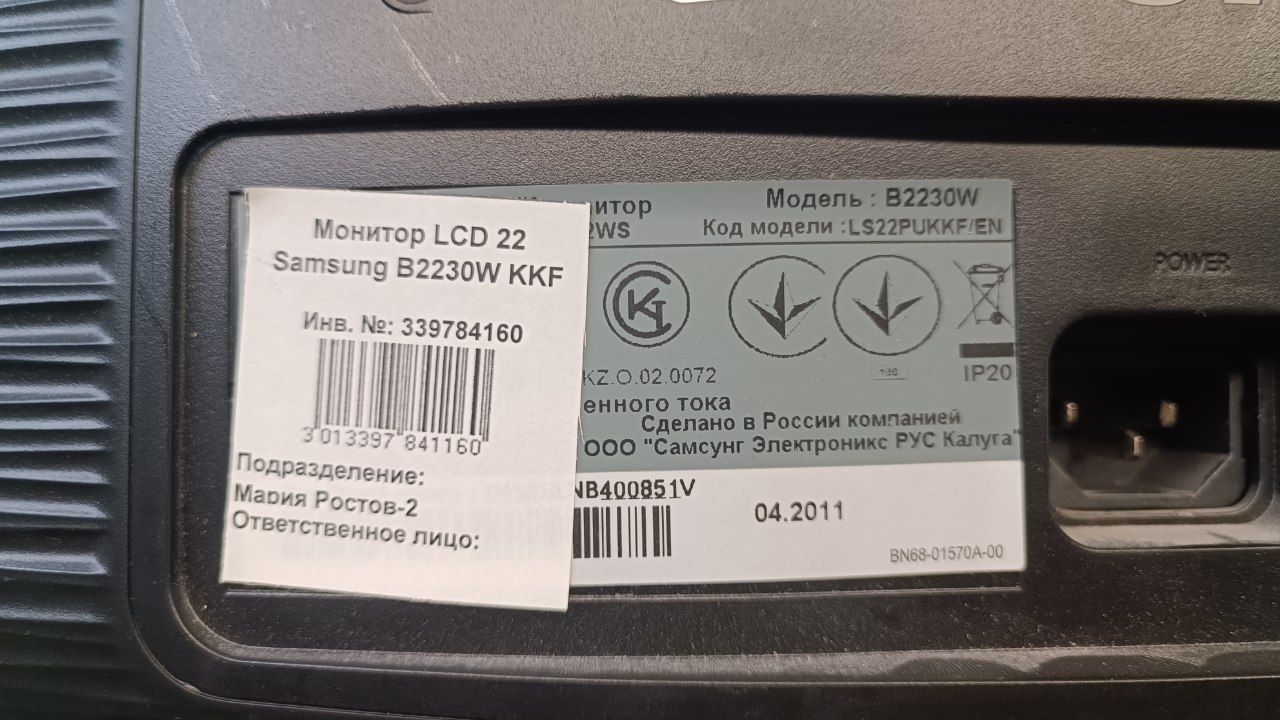 Монитор LCD 22
Samsung B2230W KKF
Инв. №: 339784160
3 013397 841160
Подразделение:
Мария Ростов-2
Ответственное лицо:
Модель : B2230W
Код модели :LS22PUKKF/EN
KZ.O.02.0072
IP20
тока
Сделано в России компанией
ООО "Самсунг Электроникс РУС Калуга"
NB400851V
04.2011
BN68-01570A-00
POWER